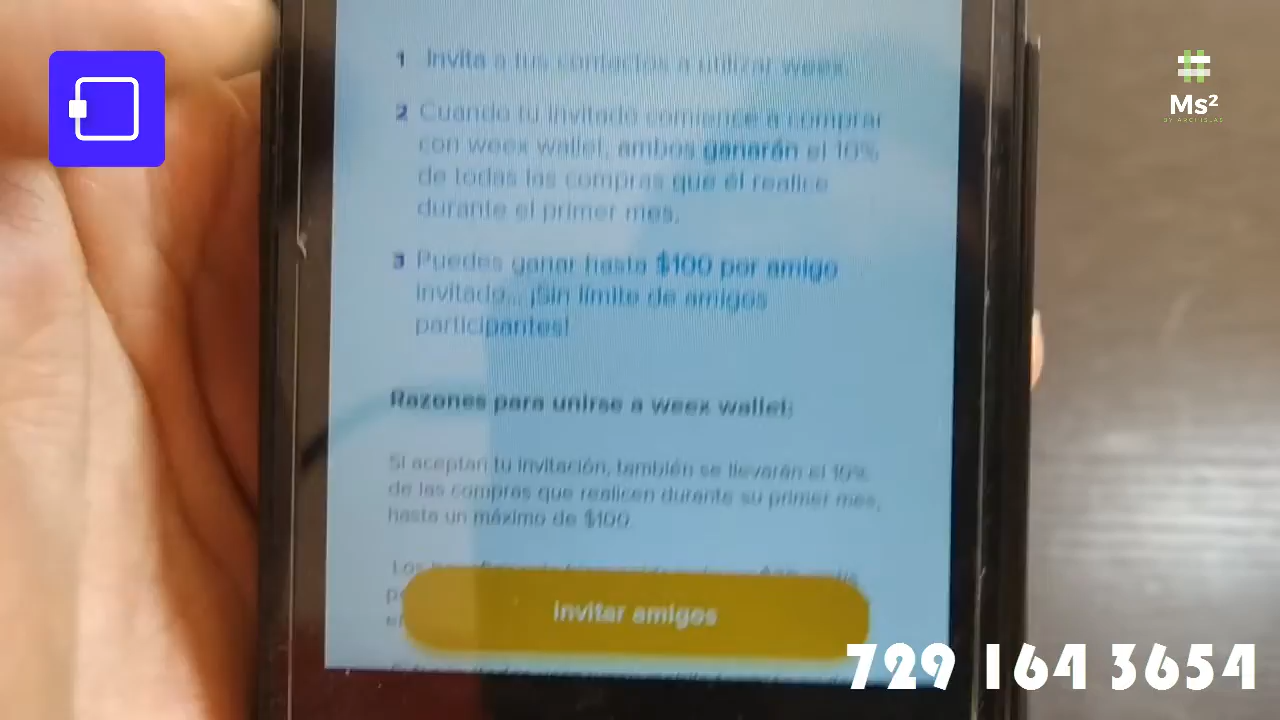 Ms²
BY ARCHSLAS
1 Invita a tus contactos a utilizar weex.
2 Cuando tu invitado comience a comprar
con weex wallet, ambos ganarán el 10%
de todas las compras que él realice
durante el primer mes.
3 Puedes ganar hasta $100 por amigo
invitado... ¡Sin límite de amigos
participantes!
Razones para unirse a weex wallet:
Si aceptan tu invitación, también se llevarán el 10%
de las compras que realicen durante su primer mes,
hasta un máximo de $100.
Los
Invitar amigos
729 164 3654